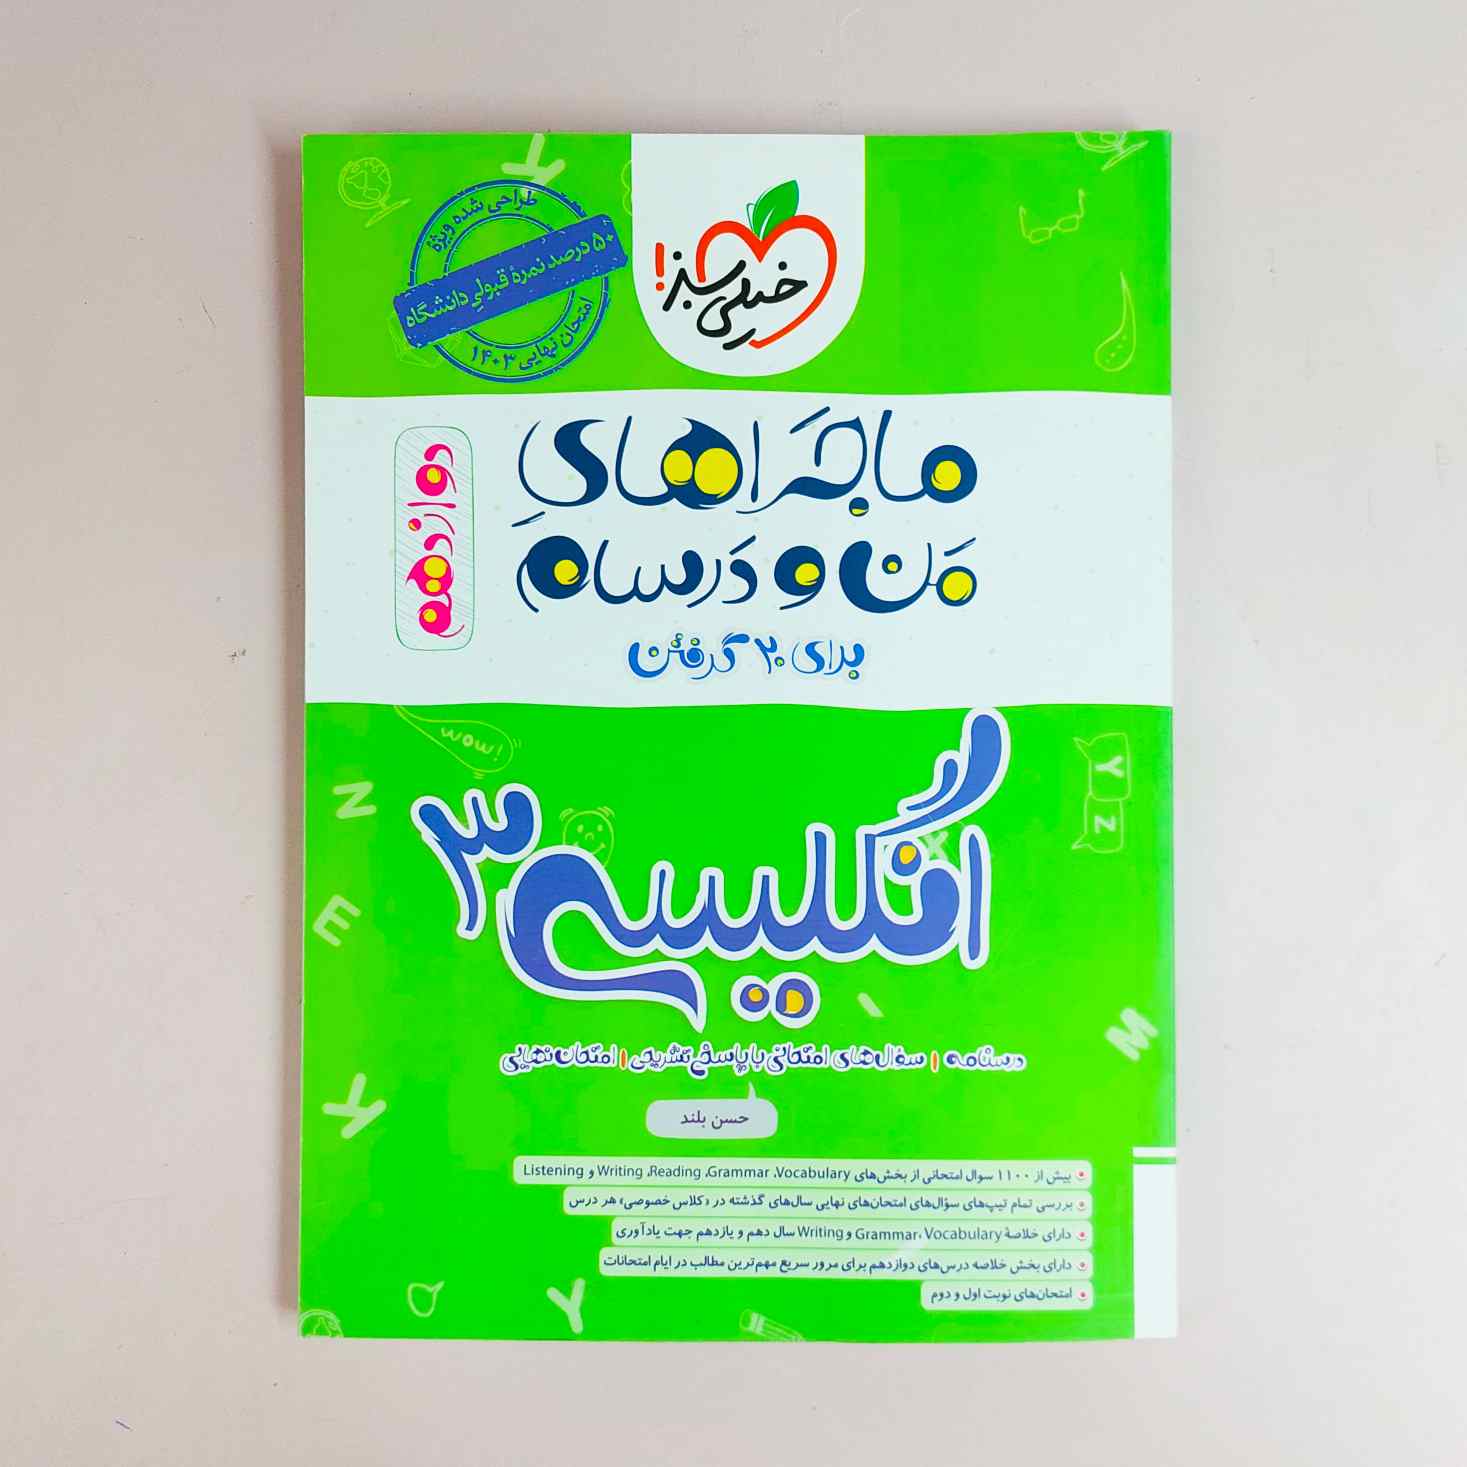 طراحی شده ویژهٔ
۵۰ درصد نمرهٔ قبولی دانشگاه
امتحان نهایی ۱۴۰۳
خیلی سبز!
ماجراهای
من و درسام
برای ۲۰ گرفتن
دوازدهم
wow!
انگلیسی ۳
درسنامه | سؤال‌های امتحانی با پاسخ تشریحی | امتحان نهایی
حسن بلند
بیش از ۱۱۰۰ سوال امتحانی از بخش‌های Vocabulary، Grammar، Reading، Writing و Listening
بررسی تمام تیپ‌های سؤال‌های امتحان‌های نهایی سال‌های گذشته در «کلاس خصوصی» هر درس
دارای خلاصهٔ Grammar، Vocabulary و Writing سال دهم و یازدهم جهت یادآوری
دارای بخش خلاصه درس‌های دوازدهم برای مرور سریع مهم‌ترین مطالب در ایام امتحانات
امتحان‌های نوبت اول و دوم